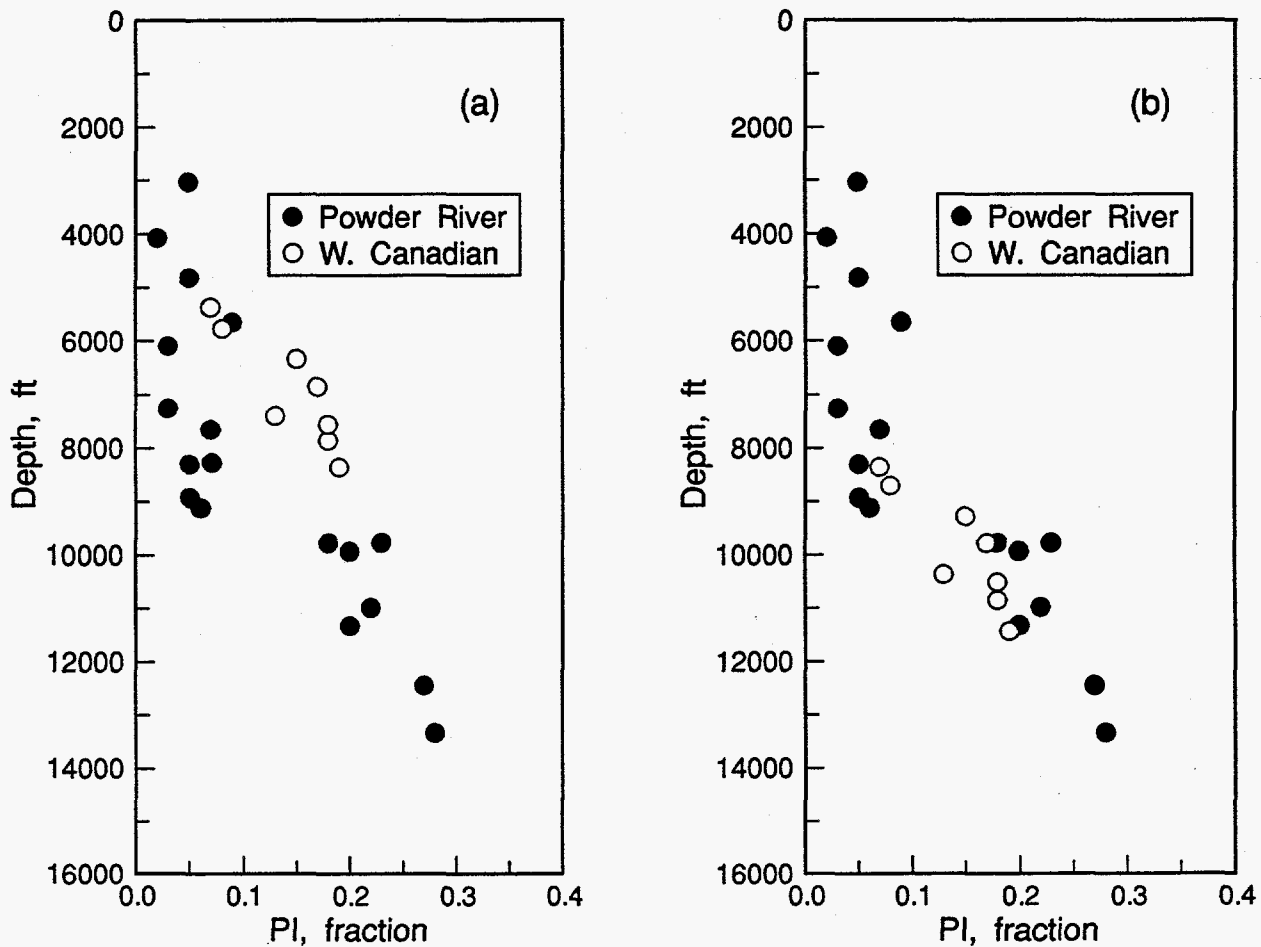 0
2000
4000
6000
8000
10000
12000
14000
16000
Depth, ft
(a)
Powder River
W. Canadian
0.0 0.1 0.2 0.3 0.4
PI, fraction
0
2000
4000
6000
8000
10000
12000
14000
16000
Depth, ft
(b)
Powder River
W. Canadian
0.0 0.1 0.2 0.3 0.4
PI, fraction